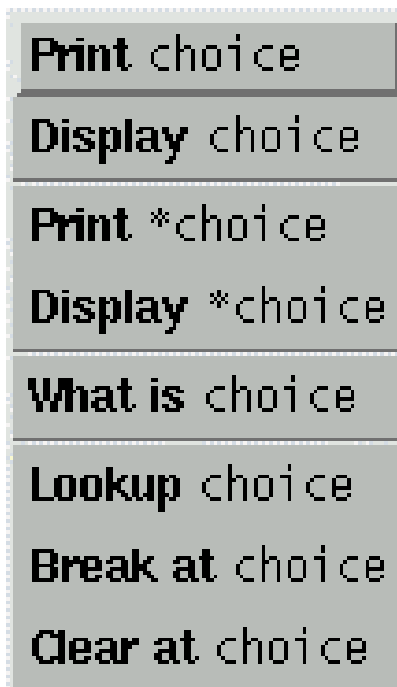 Print choice
Display choice
Print *choice
Display *choice
What is choice
Lookup choice
Break at choice
Clear at choice